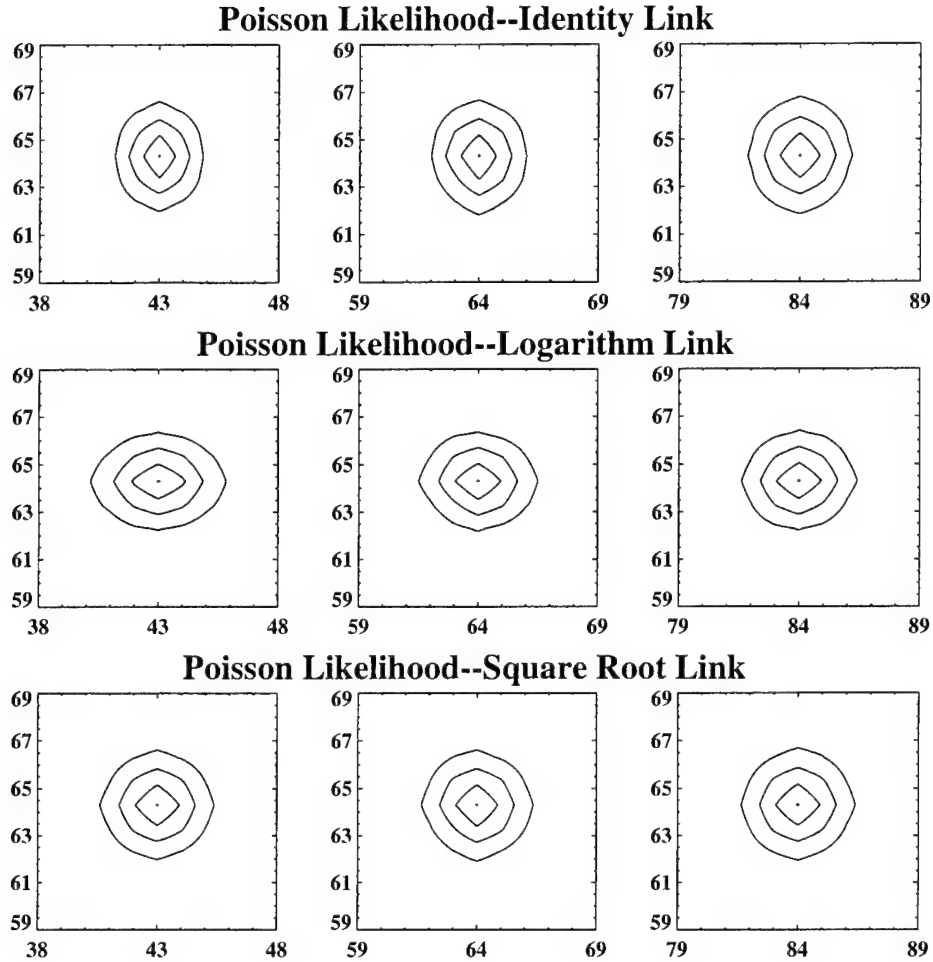 Poisson Likelihood--Identity Link
69 69 69
67 67 67
65 65 65
63 63 63
61 61 61
59 59 59
38 43 48 59 64 69 79 84 89
Poisson Likelihood--Logarithm Link
69 69 69
67 67 67
65 65 65
63 63 63
61 61 61
59 59 59
38 43 48 59 64 69 79 84 89
Poisson Likelihood--Square Root Link
69 69 69
67 67 67
65 65 65
63 63 63
61 61 61
59 59 59
38 43 48 59 64 69 79 84 89